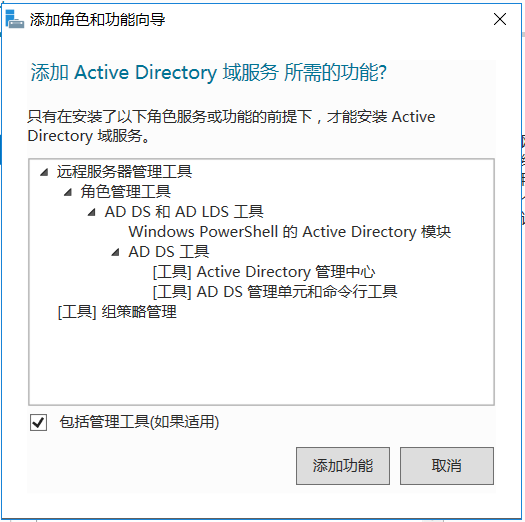 添加角色和功能向导
添加 Active Directory 域服务 所需的功能?
只有在安装了以下角色服务或功能的前提下，才能安装 Active
Directory 域服务。
远程服务器管理工具
角色管理工具
AD DS 和 AD LDS 工具
Windows PowerShell 的 Active Directory 模块
AD DS 工具
[工具] Active Directory 管理中心
[工具] AD DS 管理单元和命令行工具
[工具] 组策略管理
包括管理工具(如果适用)
添加功能
取消